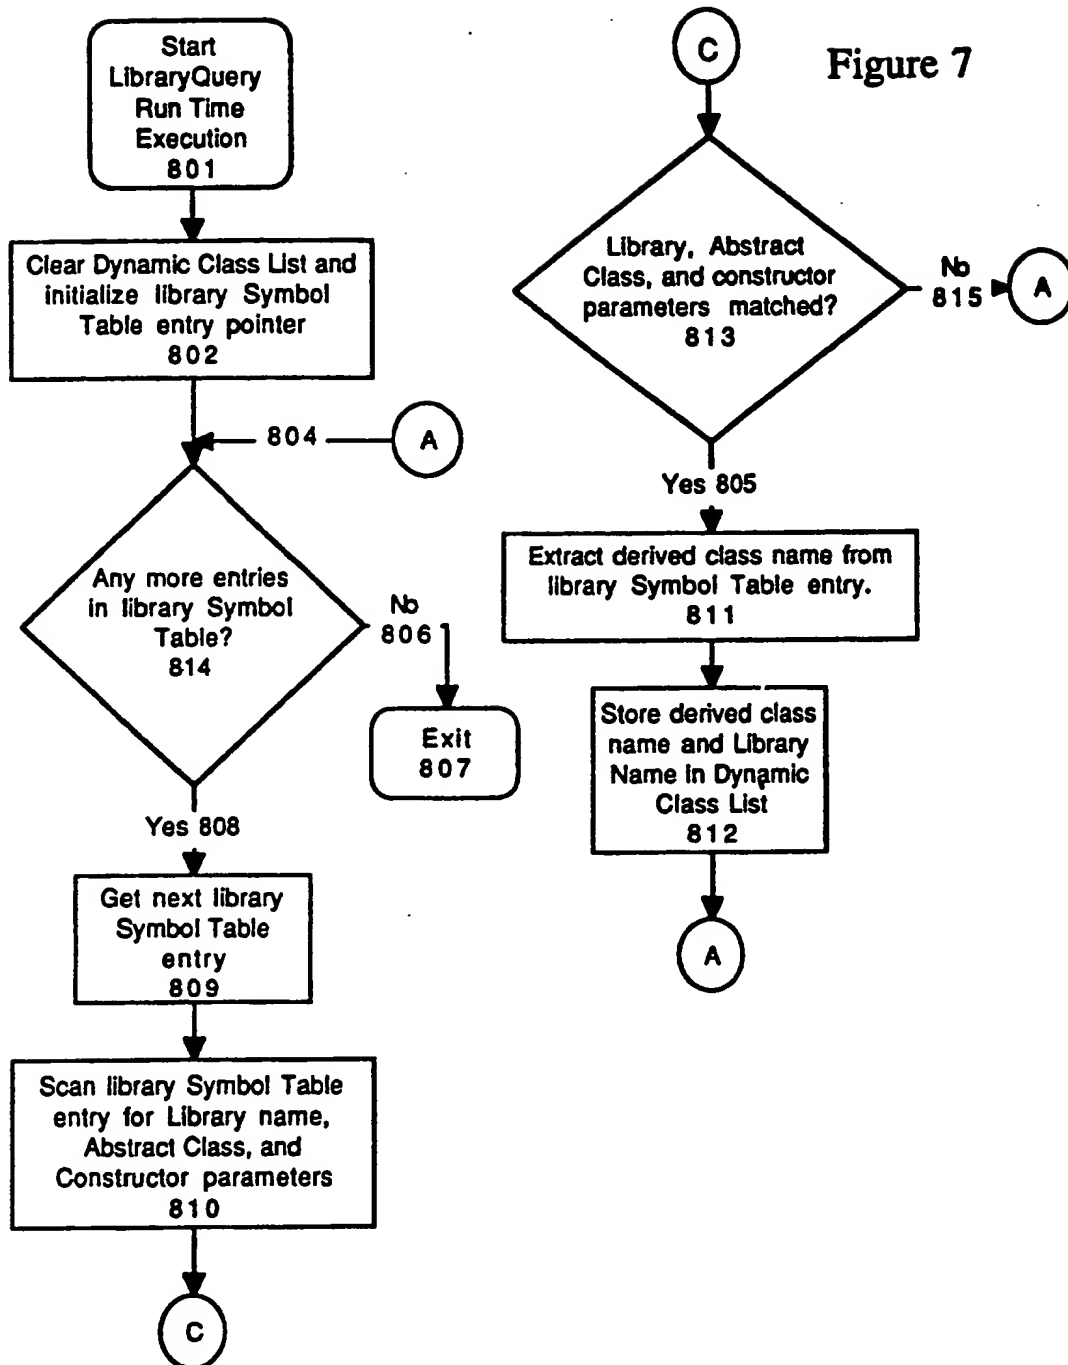 Start
LibraryQuery
Run Time
Execution
801
Clear Dynamic Class List and
initialize library Symbol
Table entry pointer
802
804
A
Any more entries
in library Symbol
Table?
814
No
806
Exit
807
Yes 808
Get next library
Symbol Table
entry
809
Scan library Symbol Table
entry for Library name,
Abstract Class, and
Constructor parameters
810
C
Figure 7
C
Library, Abstract
Class, and constructor
parameters matched?
813
No
815
A
Yes 805
Extract derived class name from
library Symbol Table entry.
811
Store derived class
name and Library
Name in Dynamic
Class List
812
A